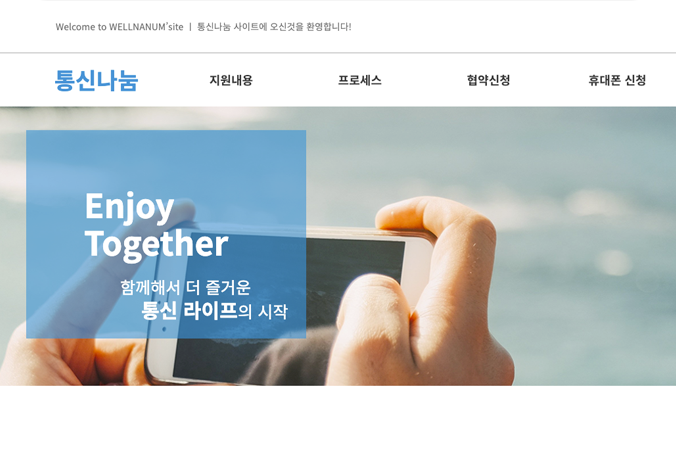 Welcome to WELLNANUM'site ㅣ 통신나눔 사이트에 오신것을 환영합니다!
통신나눔 지원내용 프로세스 협약신청 휴대폰 신청
Enjoy
Together
함께해서 더 즐거운
통신 라이프의 시작